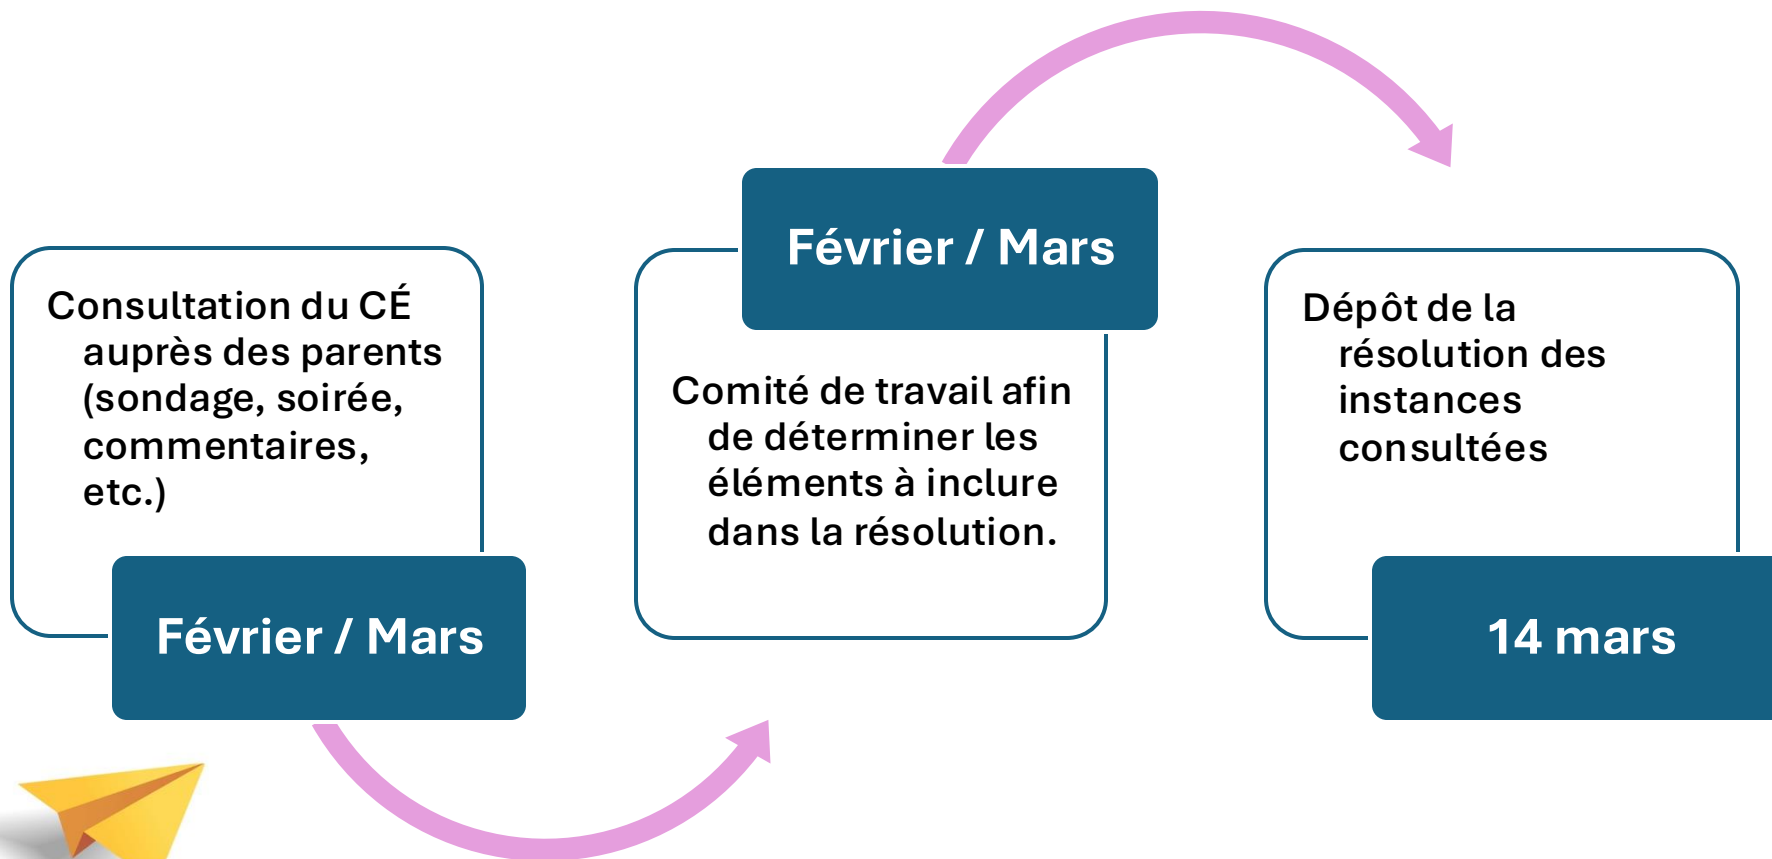 Consultation du CÉ
auprès des parents
(sondage, soirée,
commentaires,
etc.)
Février / Mars
Février / Mars
Comité de travail afin
de déterminer les
éléments à inclure
dans la résolution.
Dépôt de la
résolution des
instances
consultées
14 mars